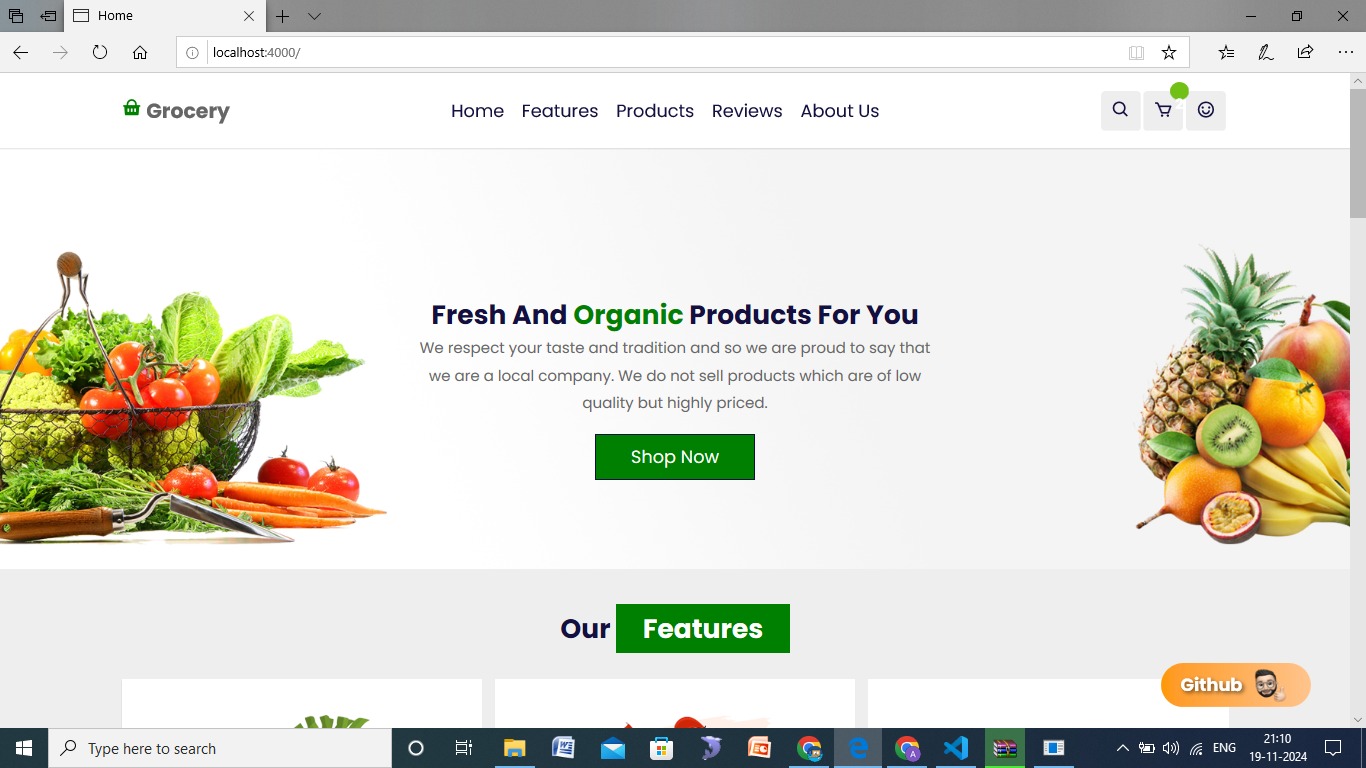 Home
localhost:4000/
Grocery
Home Features Products Reviews About Us
Fresh And Organic Products For You
We respect your taste and tradition and so we are proud to say that
we are a local company. We do not sell products which are of low
quality but highly priced.
Shop Now
Our Features
Github
Type here to search
ENG
21:10
19-11-2024